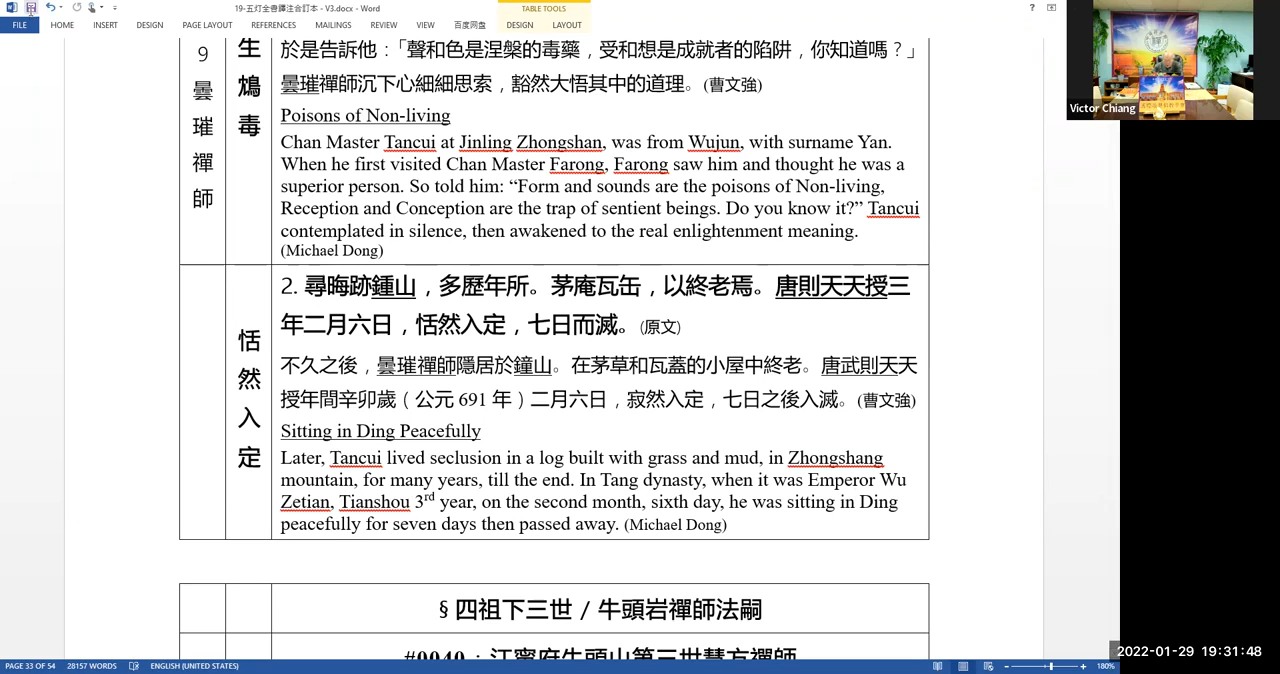 19-五灯全書譯注合訂本 - V3.docx - Word
TABLE TOOLS
FILE HOME INSERT DESIGN PAGE LAYOUT REFERENCES MAILINGS REVIEW VIEW 百度网盘 DESIGN LAYOUT
Victor Chiang
9
曇
璀
禪
師
生
鴆
毒
於是告訴他：「聲和色是涅槃的毒藥，受和想是成就者的陷阱，你知道嗎？」
曇璀禪師沉下心細細思索，豁然大悟其中的道理。(曹文強)
Poisons of Non-living
Chan Master Tancui at Jinling Zhongshan, was from Wujun, with surname Yan.
When he first visited Chan Master Farong, Farong saw him and thought he was a
superior person. So told him: “Form and sounds are the poisons of Non-living,
Reception and Conception are the trap of sentient beings. Do you know it?” Tancui
contemplated in silence, then awakened to the real enlightenment meaning.
(Michael Dong)
恬
然
入
定
2. 尋晦跡鍾山，多歷年所。茅庵瓦缶，以終老焉。唐則天天授三
年二月六日，恬然入定，七日而滅。(原文)
不久之後，曇璀禪師隱居於鐘山。在茅草和瓦蓋的小屋中終老。唐武則天天
授年間辛卯歲（公元 691 年）二月六日，寂然入定，七日之後入滅。(曹文強)
Sitting in Ding Peacefully
Later, Tancui lived seclusion in a log built with grass and mud, in Zhongshang
mountain, for many years, till the end. In Tang dynasty, when it was Emperor Wu
Zetian, Tianshou 3rd year, on the second month, sixth day, he was sitting in Ding
peacefully for seven days then passed away. (Michael Dong)
§ 四祖下三世 / 牛頭岩禪師法嗣
#0040：江寧府牛頭山第三世慧方禪師
PAGE 33 OF 54 28157 WORDS ENGLISH (UNITED STATES) 180%
2022-01-29 19:31:48